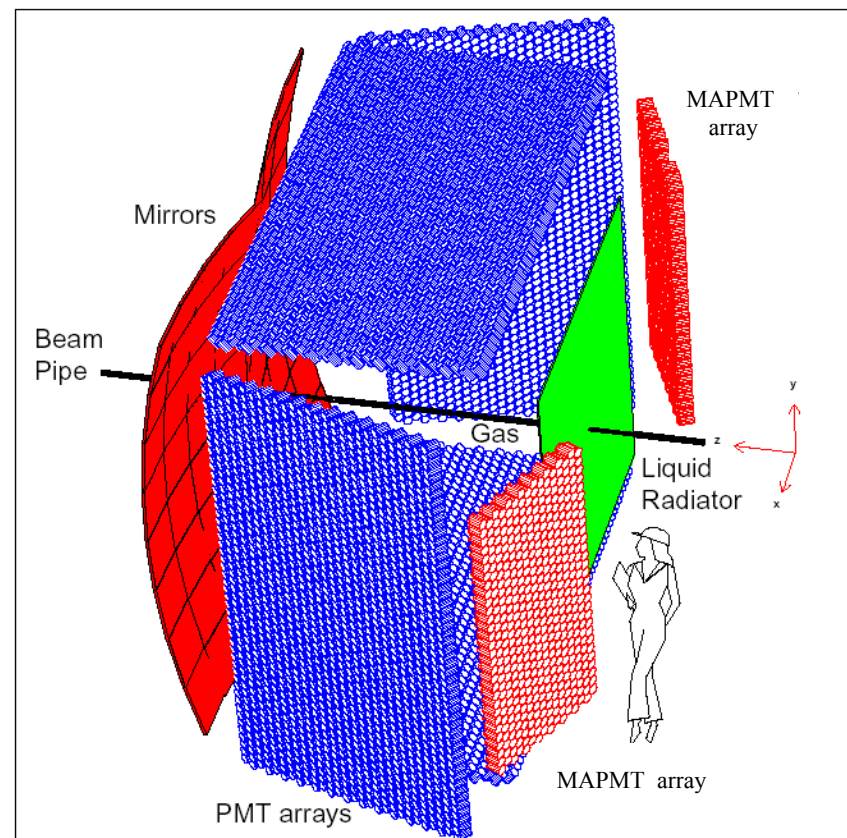 MAPMT
array
Mirrors
Beam
Pipe
y
Gas
z
Liquid
Radiator
x
MAPMT array
PMT arrays